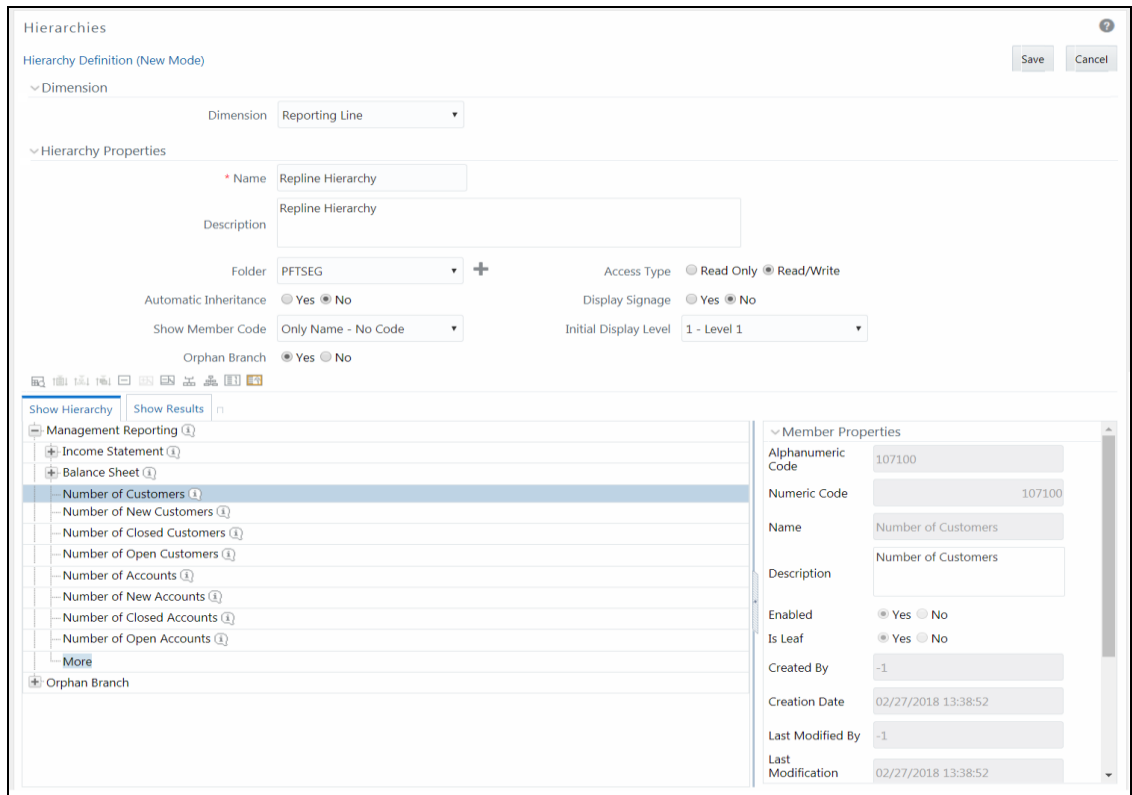 Hierarchies
Hierarchy Definition (New Mode)
Save Cancel
Dimension
Dimension Reporting Line
Hierarchy Properties
* Name Repline Hierarchy
Description Repline Hierarchy
Folder PFTSEG Access Type Read Only Read/Write
Automatic Inheritance Yes No Display Signage Yes No
Show Member Code Only Name - No Code Initial Display Level 1 - Level 1
Orphan Branch Yes No
Show Hierarchy Show Results
Management Reporting
Income Statement
Balance Sheet
Number of Customers
Number of New Customers
Number of Closed Customers
Number of Open Customers
Number of Accounts
Number of New Accounts
Number of Closed Accounts
Number of Open Accounts
More
Orphan Branch
Member Properties
Alphanumeric
Code 107100
Numeric Code 107100
Name Number of Customers
Description Number of Customers
Enabled Yes No
Is Leaf Yes No
Created By -1
Creation Date 02/27/2018 13:38:52
Last Modified By -1
Last
Modification 02/27/2018 13:38:52